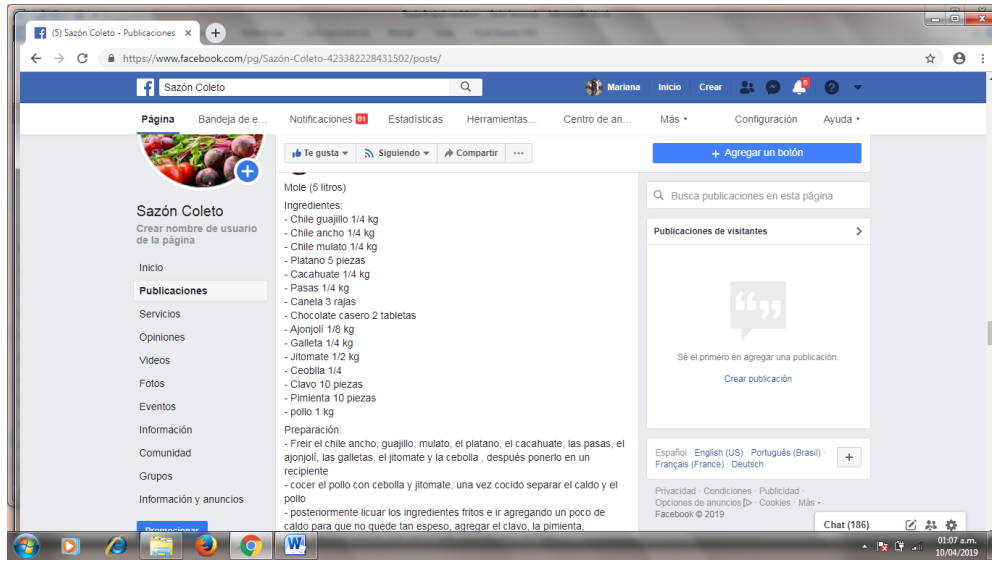 (5) Sazón Coleto - Publicaciones
https://www.facebook.com/pg/Sazón-Coleto-423382228431502/posts/
Sazón Coleto
Mariana Inicio Crear 5
Página Bandeja de e... Notificaciones 61 Estadísticas Herramientas... Centro de an... Más Configuración Ayuda
Te gusta Siguiendo Compartir ...
+ Agregar un botón
Sazón Coleto
Crear nombre de usuario
de la página
Inicio
Publicaciones
Servicios
Opiniones
Videos
Fotos
Eventos
Información
Comunidad
Grupos
Información y anuncios
Promocionar
Mole (5 litros)
Ingredientes:
- Chile guajillo 1/4 kg
- Chile ancho 1/4 kg
- Chile mulato 1/4 kg
- Platano 5 piezas
- Cacahuate 1/4 kg
- Pasas 1/4 kg
- Canela 3 rajas
- Chocolate casero 2 tabletas
- Ajonjolí 1/8 kg
- Galleta 1/4 kg
- Jitomate 1/2 kg
- Ceoblla 1/4
- Clavo 10 piezas
- Pimienta 10 piezas
- pollo 1 kg
Preparación:
- Freir el chile ancho, guajillo, mulato, el platano, el cacahuate, las pasas, el
ajonjolí, las galletas, el jitomate y la cebolla , después ponerlo en un
recipiente
- cocer el pollo con cebolla y jitomate, una vez cocido separar el caldo y el
pollo
- posteriormente licuar los ingredientes fritos e ir agregando un poco de
caldo para que no quede tan espeso, agregar el clavo, la pimienta,
Busca publicaciones en esta página
Publicaciones de visitantes
Sé el primero en agregar una publicación.
Crear publicación
Español · English (US) · Português (Brasil) ·
Français (France) · Deutsch
Privacidad · Condiciones · Publicidad ·
Opciones de anuncios · Cookies · Más
Facebook © 2019
Chat (186)
01:07 a.m.
10/04/2019